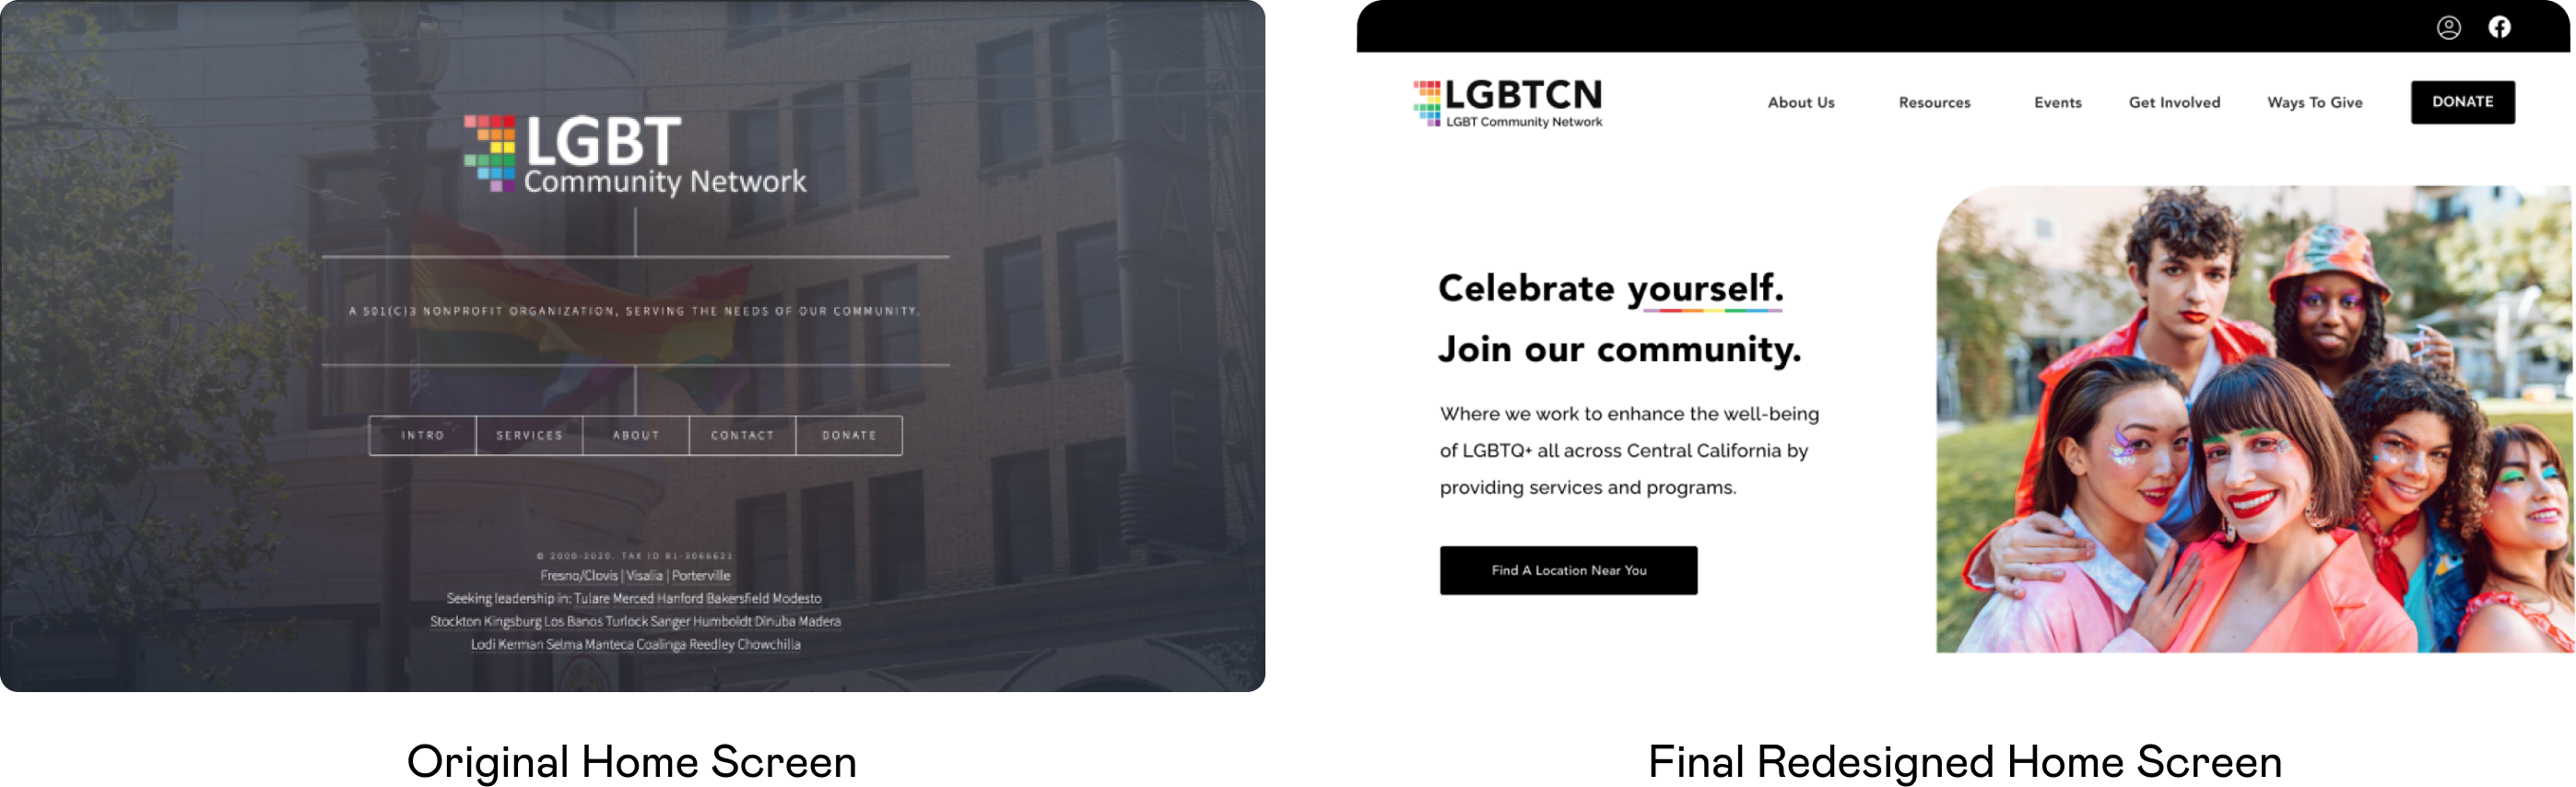 LGBT
Community Network
A 501(C)3 NONPROFIT ORGANIZATION, SERVING THE NEEDS OF OUR COMMUNITY.
INTRO SERVICES ABOUT CONTACT DONATE
© 2000-2020. TAX ID 81-3066621
Fresno/Clovis | Visalia | Porterville
Seeking leadership in: Tulare Merced Hanford Bakersfield Modesto
Stockton Kingsburg Los Banos Turlock Sanger Humboldt Dinuba Madera
Lodi Kerman Selma Manteca Coalinga Reedley Chowchilla
Original Home Screen
LGBTCN
LGBT Community Network
About Us Resources Events Get Involved Ways To Give DONATE
Celebrate yourself.
Join our community.
Where we work to enhance the well-being
of LGBTQ+ all across Central California by
providing services and programs.
Find A Location Near You
Final Redesigned Home Screen